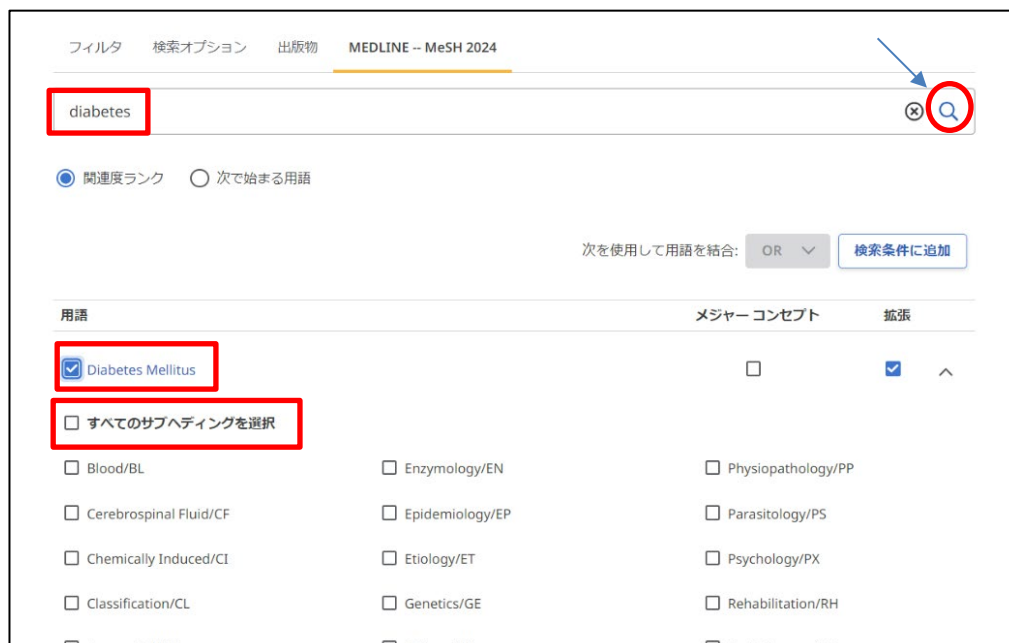 フィルタ 検索オプション 出版物 MEDLINE -- MeSH 2024
diabetes
関連度ランク 次で始まる用語
次を使用して用語を結合: OR 検索条件に追加
用語 メジャー コンセプト 拡張
Diabetes Mellitus
すべてのサブヘディングを選択
Blood/BL Enzymology/EN Physiopathology/PP
Cerebrospinal Fluid/CF Epidemiology/EP Parasitology/PS
Chemically Induced/CI Etiology/ET Psychology/PX
Classification/CL Genetics/GE Rehabilitation/RH